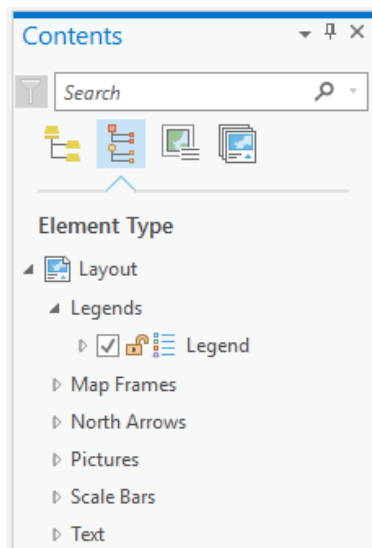 Contents
Search
Element Type
Layout
Legends
Legend
Map Frames
North Arrows
Pictures
Scale Bars
Text